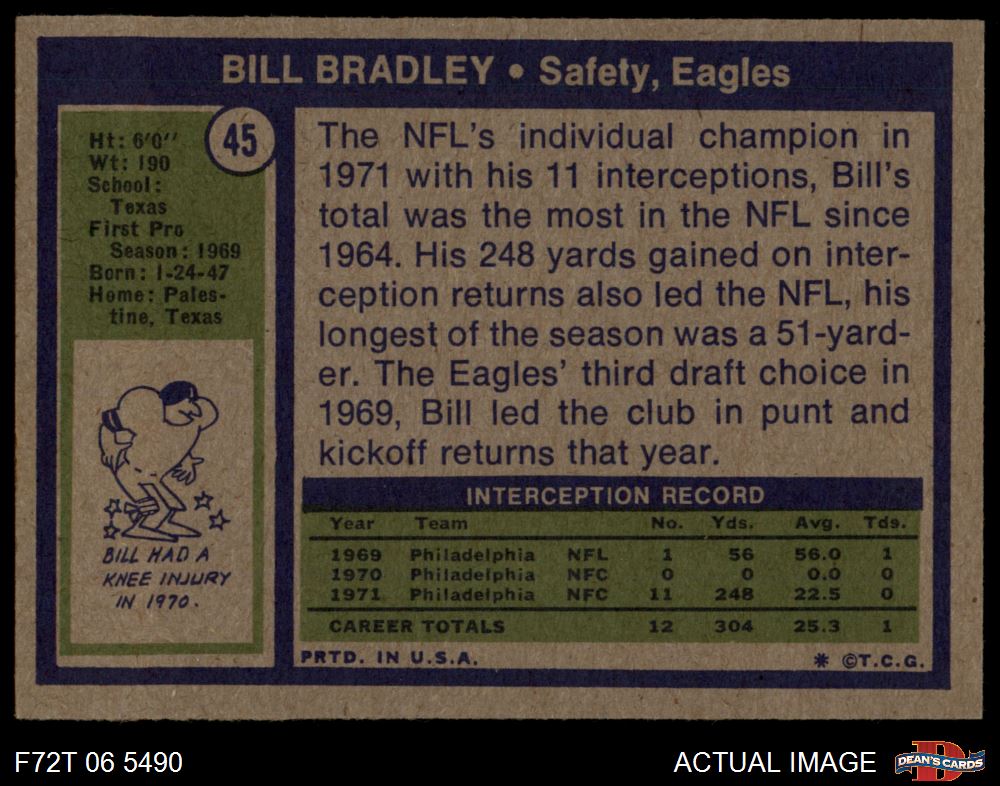 BILL BRADLEY • Safety, Eagles
45
Ht: 6'0''
Wt: 190
School:
Texas
First Pro
Season: 1969
Born: 1-24-47
Home: Pales-
tine, Texas
BILL HAD A
KNEE INJURY
IN 1970.
The NFL's individual champion in
1971 with his 11 interceptions, Bill's
total was the most in the NFL since
1964. His 248 yards gained on inter-
ception returns also led the NFL, his
longest of the season was a 51-yard-
er. The Eagles' third draft choice in
1969, Bill led the club in punt and
kickoff returns that year.
INTERCEPTION RECORD
Year Team No. Yds. Avg. Tds.
1969 Philadelphia NFL 1 56 56.0 1
1970 Philadelphia NFC 0 0 0.0 0
1971 Philadelphia NFC 11 248 22.5 0
CAREER TOTALS 12 304 25.3 1
PRTD. IN U.S.A. * ©T.C.G.
F72T 06 5490 ACTUAL IMAGE
D
DEAN'S CARDS